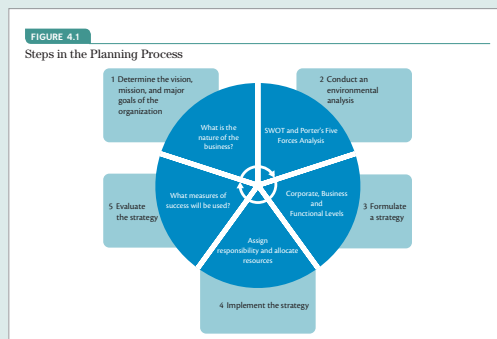 FIGURE 4.1
Steps in the Planning Process
1 Determine the vision,
mission, and major
goals of the
organization
What is the
nature of the
business?
2 Conduct an
environmental
analysis
SWOT and Porter's Five
Forces Analysis
3 Formulate
a strategy
Corporate, Business
and
Functional Levels
4 Implement the strategy
Assign
responsibility and allocate
resources
5 Evaluate
the strategy
What measures of
success will be used?